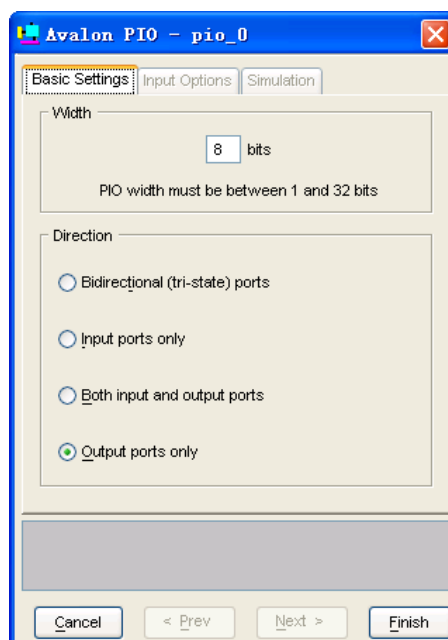 Avalon PIO - pio_0
Basic Settings Input Options Simulation
Width
8 bits
PIO width must be between 1 and 32 bits
Direction
Bidirectional (tri-state) ports
Input ports only
Both input and output ports
Output ports only
Cancel < Prev Next > Finish